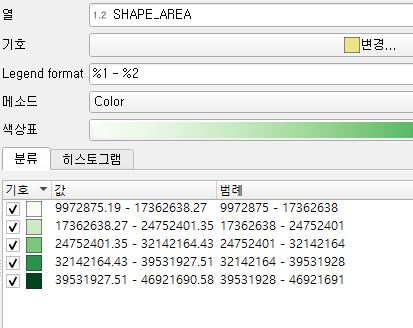 열 1.2 SHAPE_AREA
기호 변경...
Legend format %1 - %2
메소드 Color
색상표
분류 히스토그램
기호 값 범례
9972875.19 - 17362638.27 9972875 - 17362638
17362638.27 - 24752401.35 17362638 - 24752401
24752401.35 - 32142164.43 24752401 - 32142164
32142164.43 - 39531927.51 32142164 - 39531928
39531927.51 - 46921690.58 39531928 - 46921691